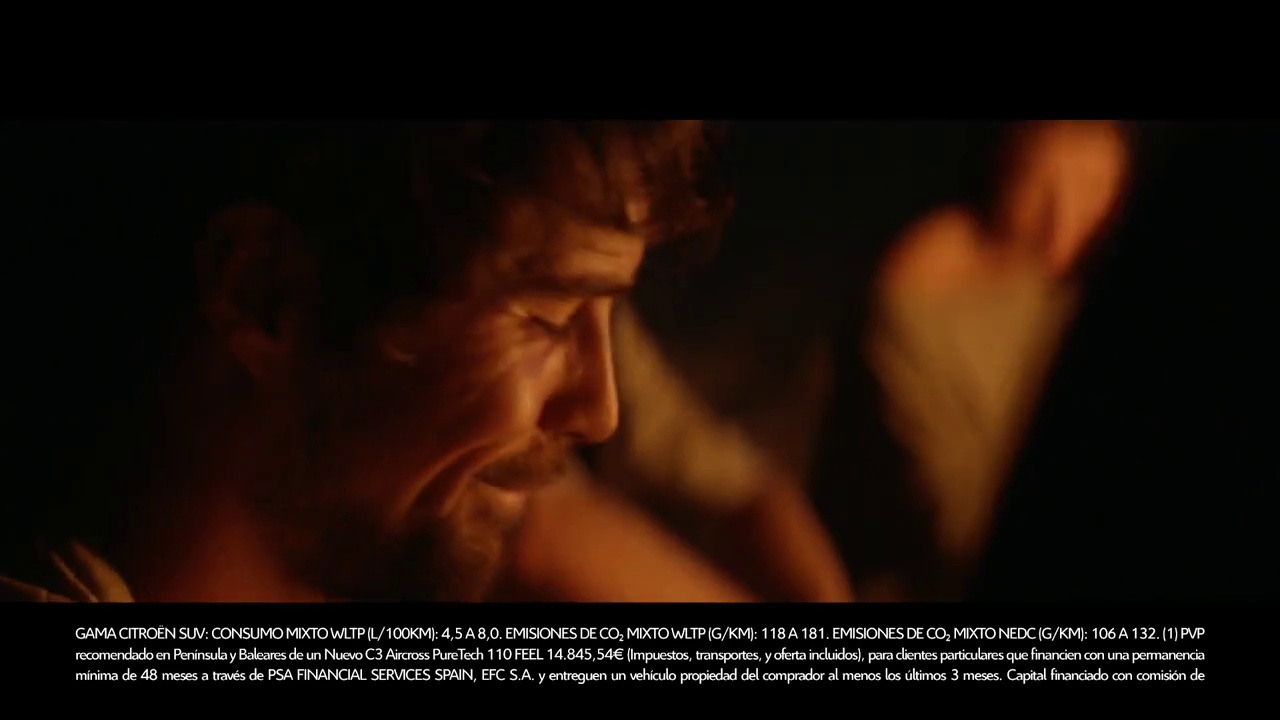 GAMA CITROËN SUV: CONSUMO MIXTO WLTP (L/100KM): 4,5 A 8,0. EMISIONES DE CO₂ MIXTO WLTP (G/KM): 118 A 181. EMISIONES DE CO₂ MIXTO NEDC (G/KM): 106 A 132. (1) PVP
recomendado en Península y Baleares de un Nuevo C3 Aircross PureTech 110 FEEL 14.845,54€ (Impuestos, transportes, y oferta incluidos), para clientes particulares que financien con una permanencia
mínima de 48 meses a través de PSA FINANCIAL SERVICES SPAIN, EFC S.A. y entreguen un vehículo propiedad del comprador al menos los últimos 3 meses. Capital financiado con comisión de